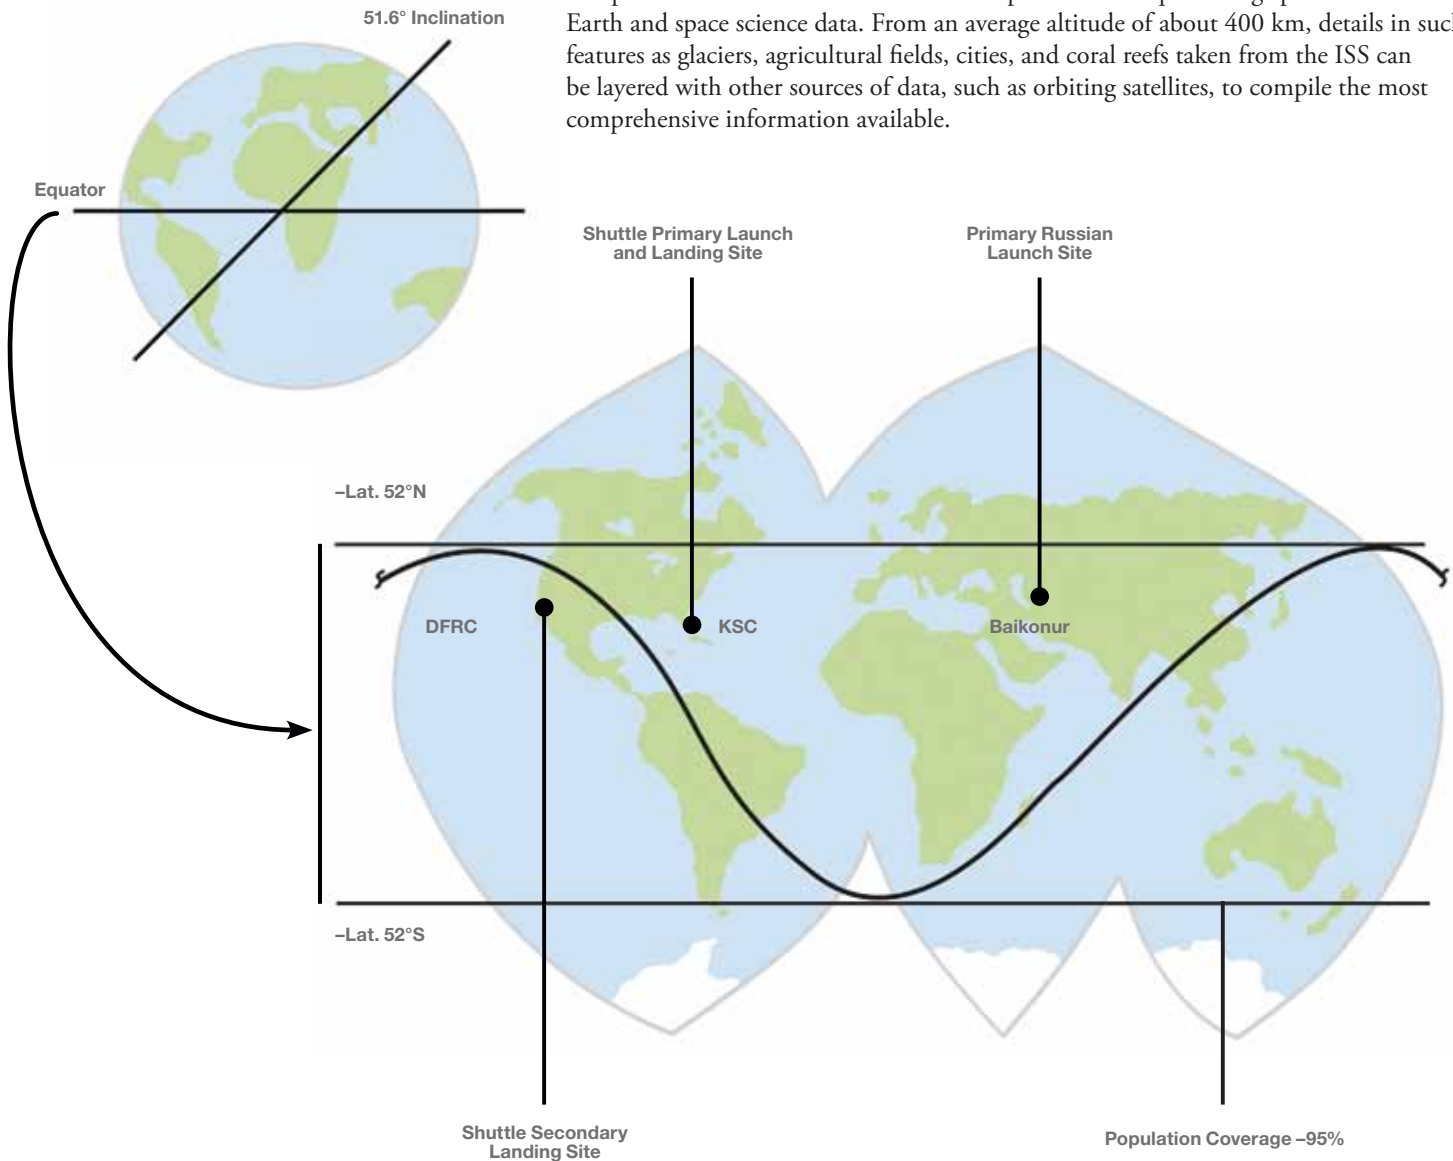 51.6° Inclination
Earth and space science data. From an average altitude of about 400 km, details in such
features as glaciers, agricultural fields, cities, and coral reefs taken from the ISS can
be layered with other sources of data, such as orbiting satellites, to compile the most
comprehensive information available.
Equator
Shuttle Primary Launch
and Landing Site
Primary Russian
Launch Site
–Lat. 52°N
DFRC
KSC
Baikonur
–Lat. 52°S
Shuttle Secondary
Landing Site
Population Coverage –95%